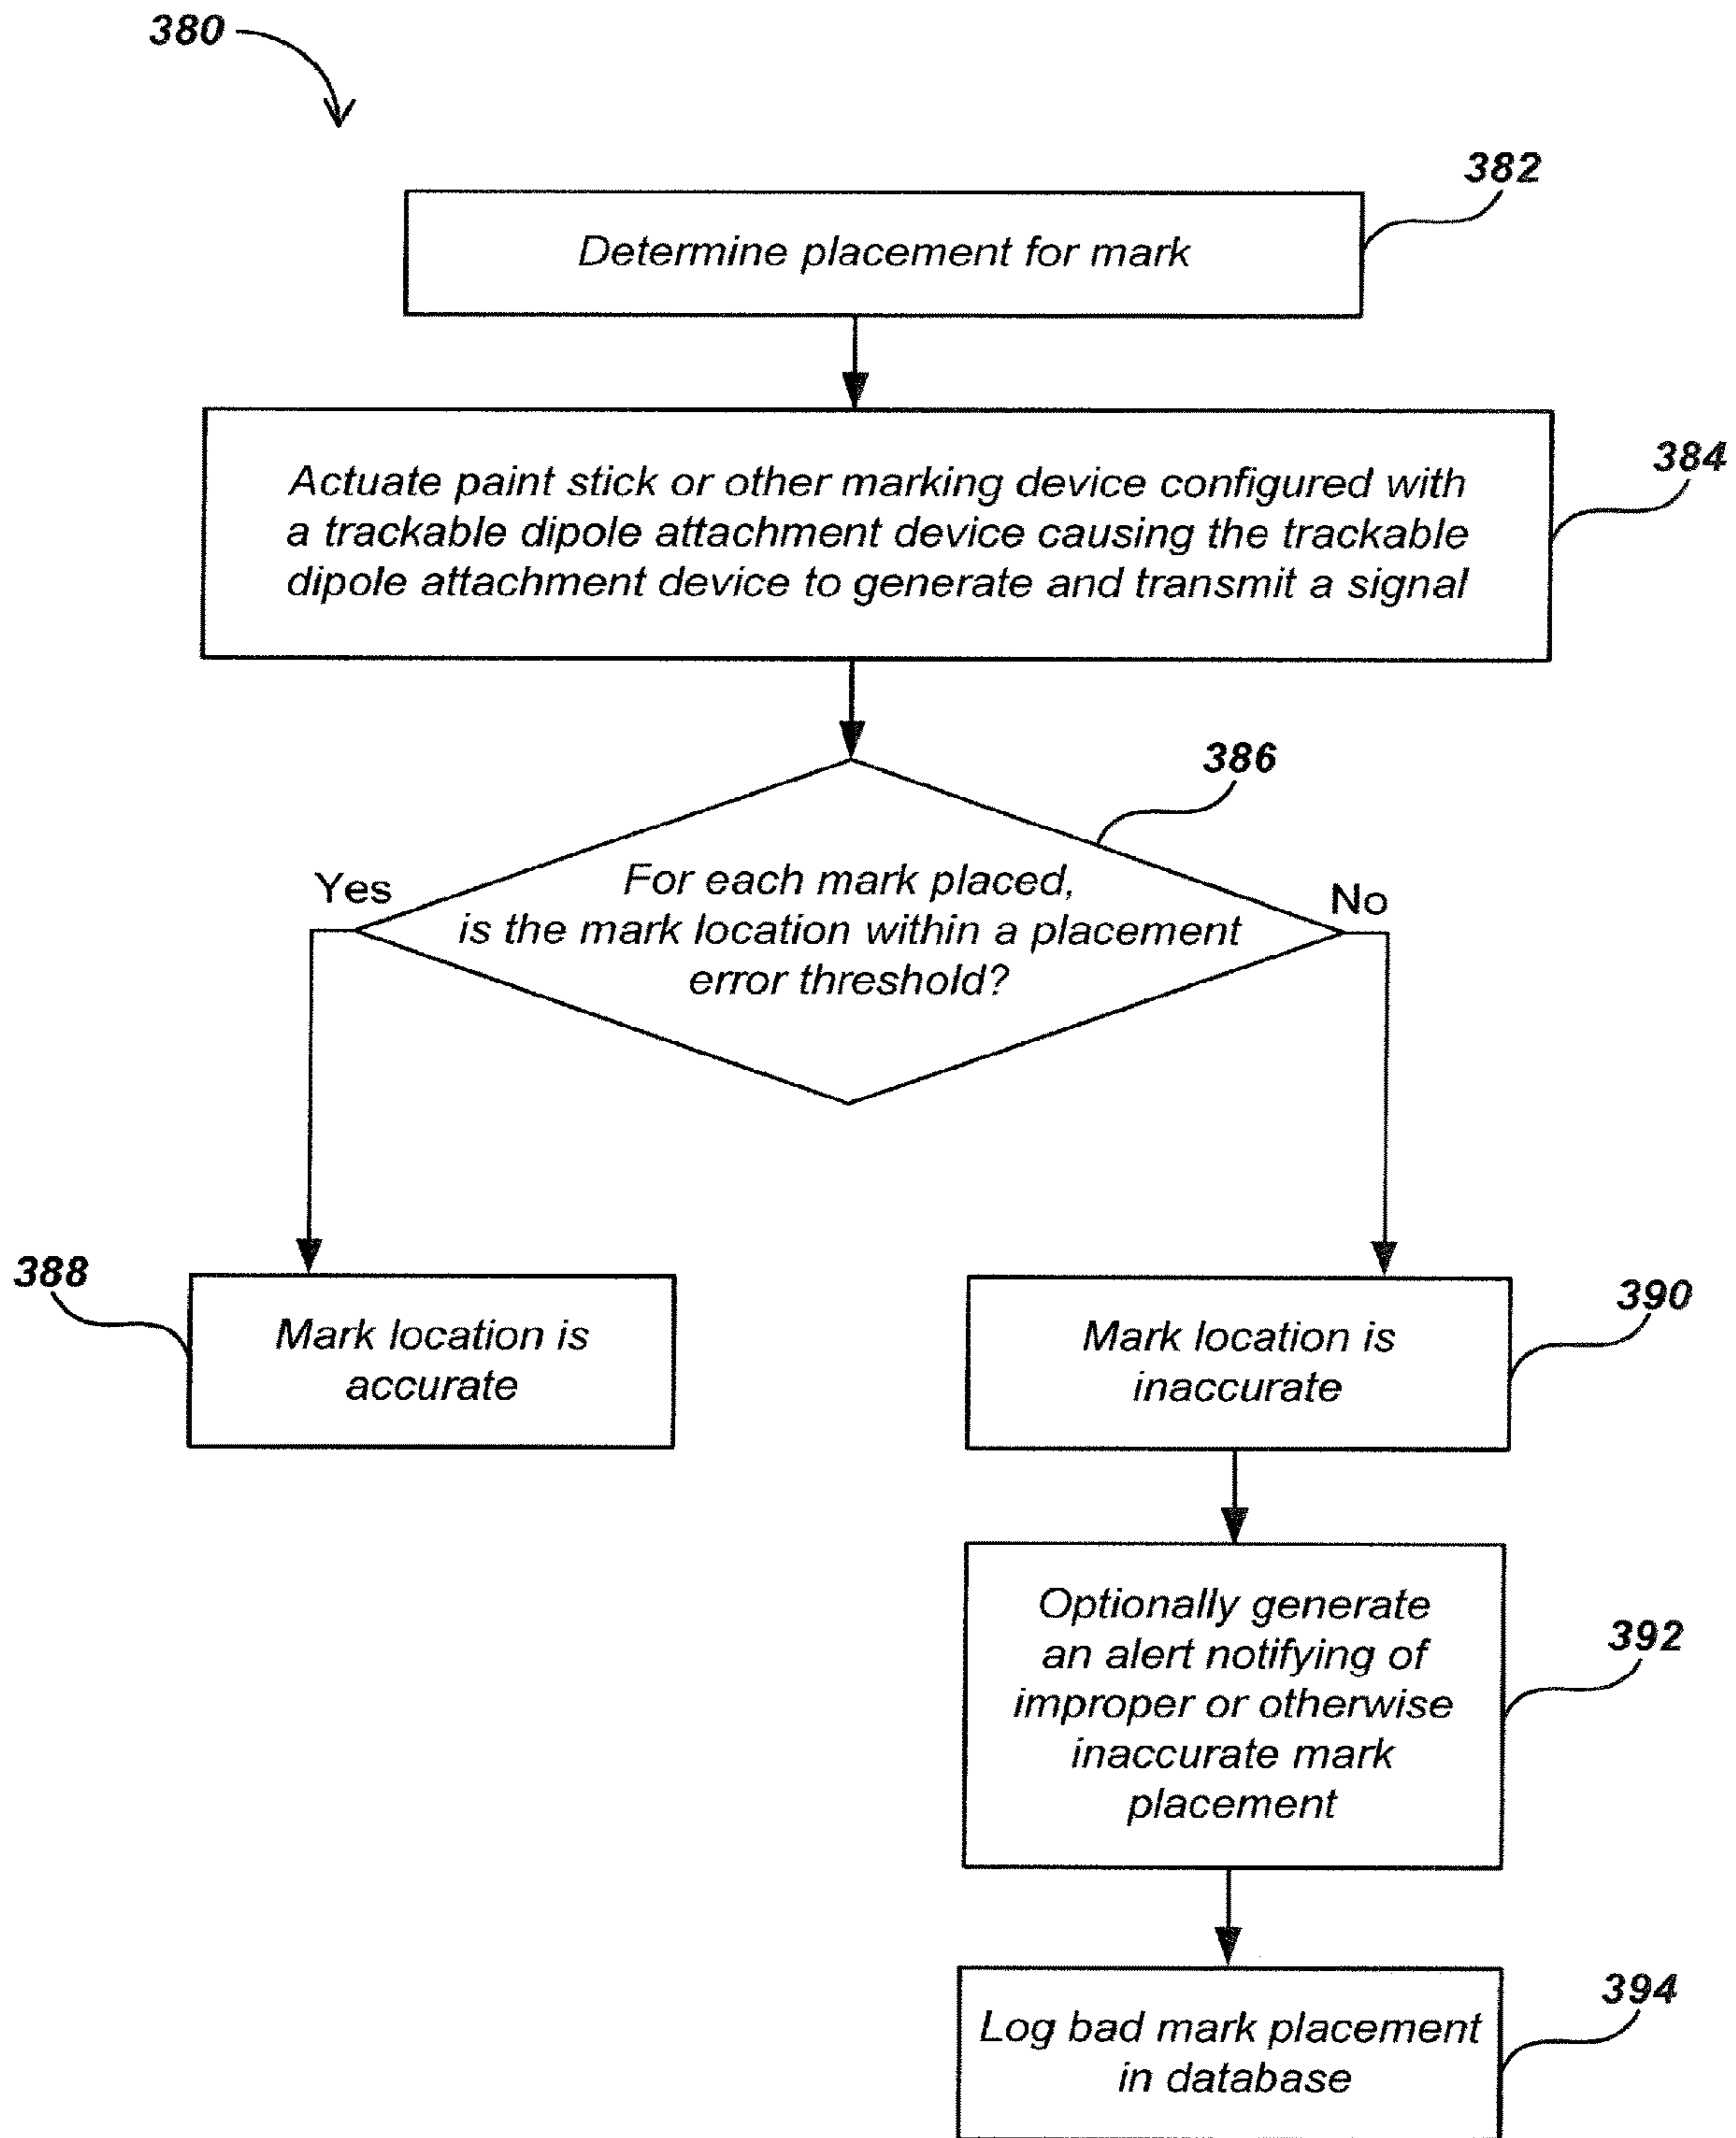 380
382
Determine placement for mark
384
Actuate paint stick or other marking device configured with
a trackable dipole attachment device causing the trackable
dipole attachment device to generate and transmit a signal
386
For each mark placed,
is the mark location within a placement
error threshold?
Yes
No
388
Mark location is
accurate
390
Mark location is
inaccurate
392
Optionally generate
an alert notifying of
improper or otherwise
inaccurate mark
placement
394
Log bad mark placement
in database